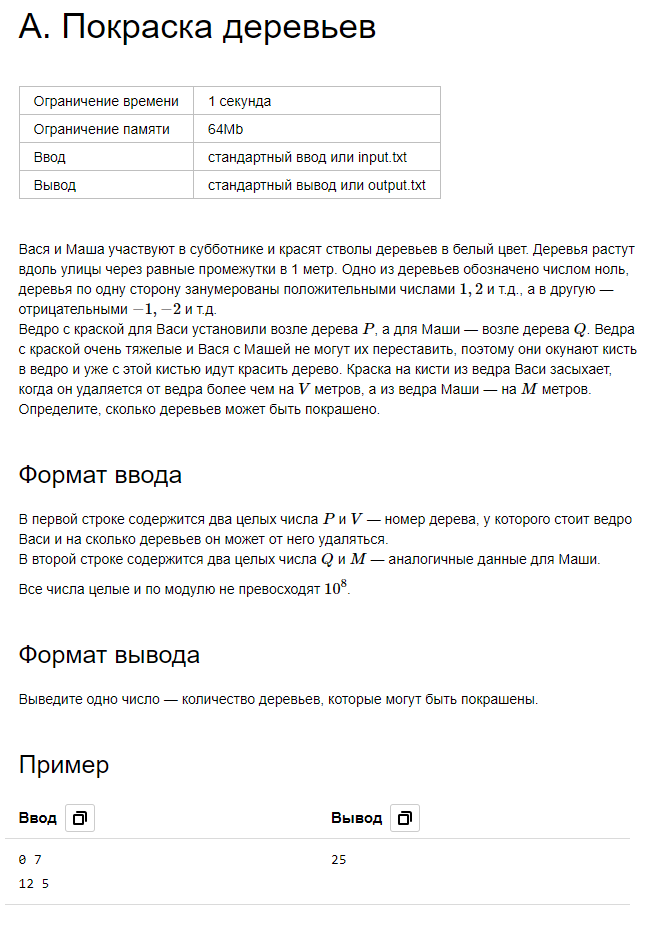 А. Покраска деревьев
Ограничение времени 1 секунда
Ограничение памяти 64Mb
Ввод стандартный ввод или input.txt
Вывод стандартный вывод или output.txt
Вася и Маша участвуют в субботнике и красят стволы деревьев в белый цвет. Деревья растут
вдоль улицы через равные промежутки в 1 метр. Одно из деревьев обозначено числом ноль,
деревья по одну сторону занумерованы положительными числами 1, 2 и т.д., а в другую —
отрицательными −1, −2 и т.д.
Ведро с краской для Васи установили возле дерева P, а для Маши — возле дерева Q. Ведра
с краской очень тяжелые и Вася с Машей не могут их переставить, поэтому они окунают кисть
в ведро и уже с этой кистью идут красить дерево. Краска на кисти из ведра Васи засыхает,
когда он удаляется от ведра более чем на V метров, а из ведра Маши — на M метров.
Определите, сколько деревьев может быть покрашено.
Формат ввода
В первой строке содержится два целых числа P и V — номер дерева, у которого стоит ведро
Васи и на сколько деревьев он может от него удаляться.
В второй строке содержится два целых числа Q и M — аналогичные данные для Маши.
Все числа целые и по модулю не превосходят 10⁸.
Формат вывода
Выведите одно число — количество деревьев, которые могут быть покрашены.
Пример
Ввод Вывод
0 7 25
12 5